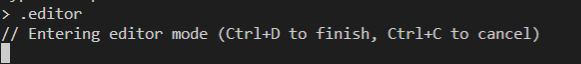 > .editor
// Entering editor mode (Ctrl+D to finish, Ctrl+C to cancel)